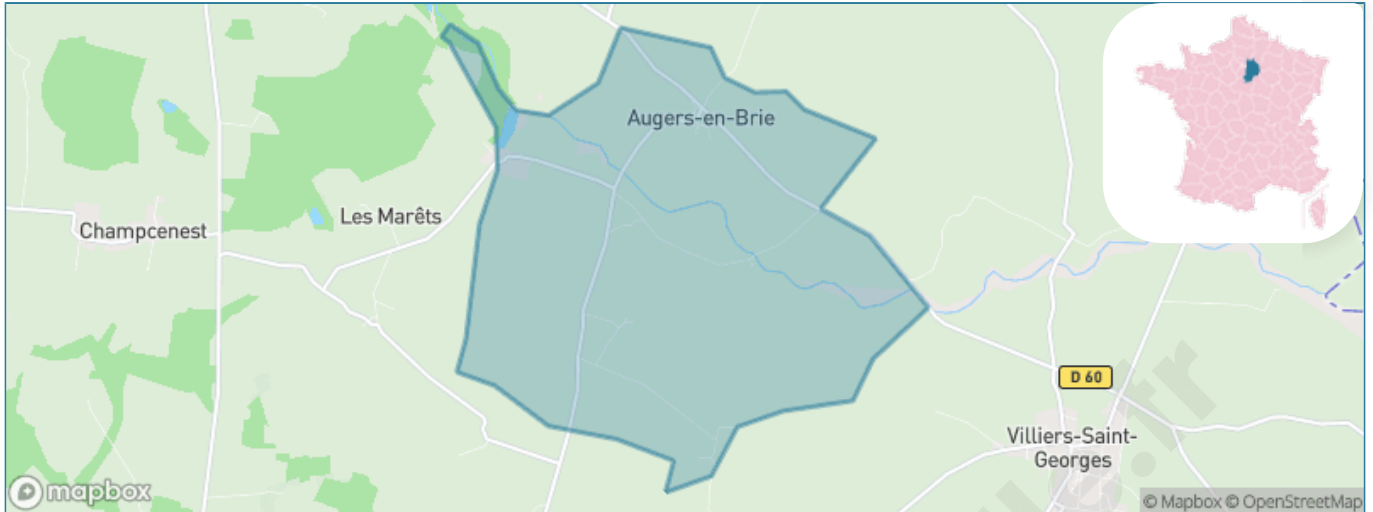 Augers-en-Brie
Les Marêts
Champcenest
D 60
Villiers-Saint-
Georges
mapbox
© Mapbox © OpenStreetMap